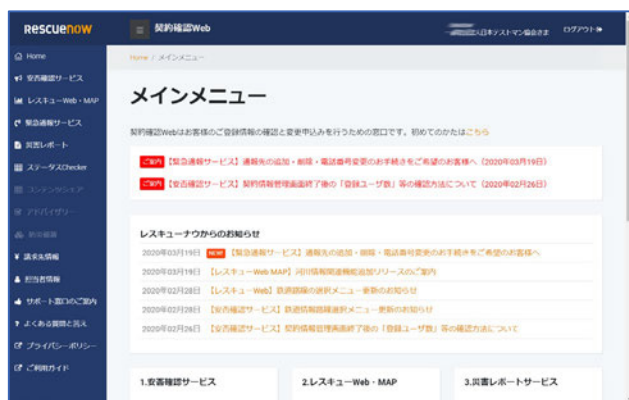 Rescuenow
契約確認Web
人日本テストマン協会さま
ログアウト
Home
安否確認サービス
レスキューWeb・MAP
緊急通報サービス
災害レポート
ステータスChecker
コンテンツシェア
アドバイザリー
防災備蓄
請求先情報
担当者情報
サポート窓口のご案内
よくある質問と答え
プライバシーポリシー
ご利用ガイド
Home / メインメニュー
メインメニュー
契約確認Webはお客様のご登録情報の確認と変更申込みを行うための窓口です。初めてのかたはこちら
ご案内 【緊急通報サービス】通報先の追加・削除・電話番号変更のお手続きをご希望のお客様へ（2020年03月19日）
ご案内 【安否確認サービス】契約情報管理画面終了後の「登録ユーザ数」等の確認方法について（2020年02月26日）
レスキューナウからのお知らせ
2020年03月19日 NEW 【緊急通報サービス】通報先の追加・削除・電話番号変更のお手続きをご希望のお客様へ
2020年03月19日 【レスキューWeb MAP】河川情報関連機能追加リリースのご案内
2020年02月28日 【レスキューWeb】鉄道路線の選択メニュー更新のお知らせ
2020年02月28日 【安否確認サービス】鉄道情報路線選択メニュー更新のお知らせ
2020年02月26日 【安否確認サービス】契約情報管理画面終了後の「登録ユーザ数」等の確認方法について
1.安否確認サービス
2.レスキューWeb・MAP
3.災害レポートサービス